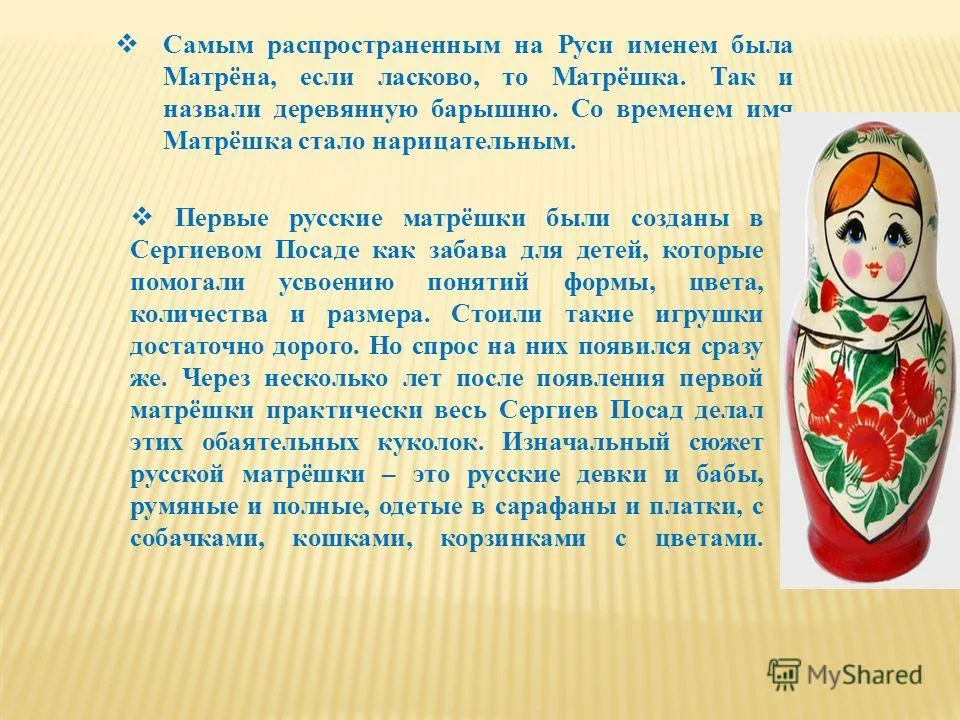 Самым распространенным на Руси именем была
Матрёна, если ласково, то Матрёшка. Так и
назвали деревянную барышню. Со временем имя
Матрёшка стало нарицательным.
Первые русские матрёшки были созданы в
Сергиевом Посаде как забава для детей, которые
помогали усвоению понятий формы, цвета,
количества и размера. Стоили такие игрушки
достаточно дорого. Но спрос на них появился сразу
же. Через несколько лет после появления первой
матрёшки практически весь Сергиев Посад делал
этих обаятельных куколок. Изначальный сюжет
русской матрёшки – это русские девки и бабы,
румяные и полные, одетые в сарафаны и платки, с
собачками, кошками, корзинками с цветами.
MyShared